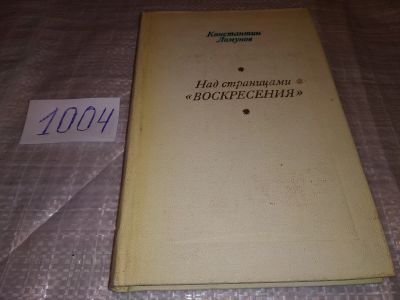 Константин
Ломунов
Над страницами
«ВОСКРЕСЕНИЯ»
1004